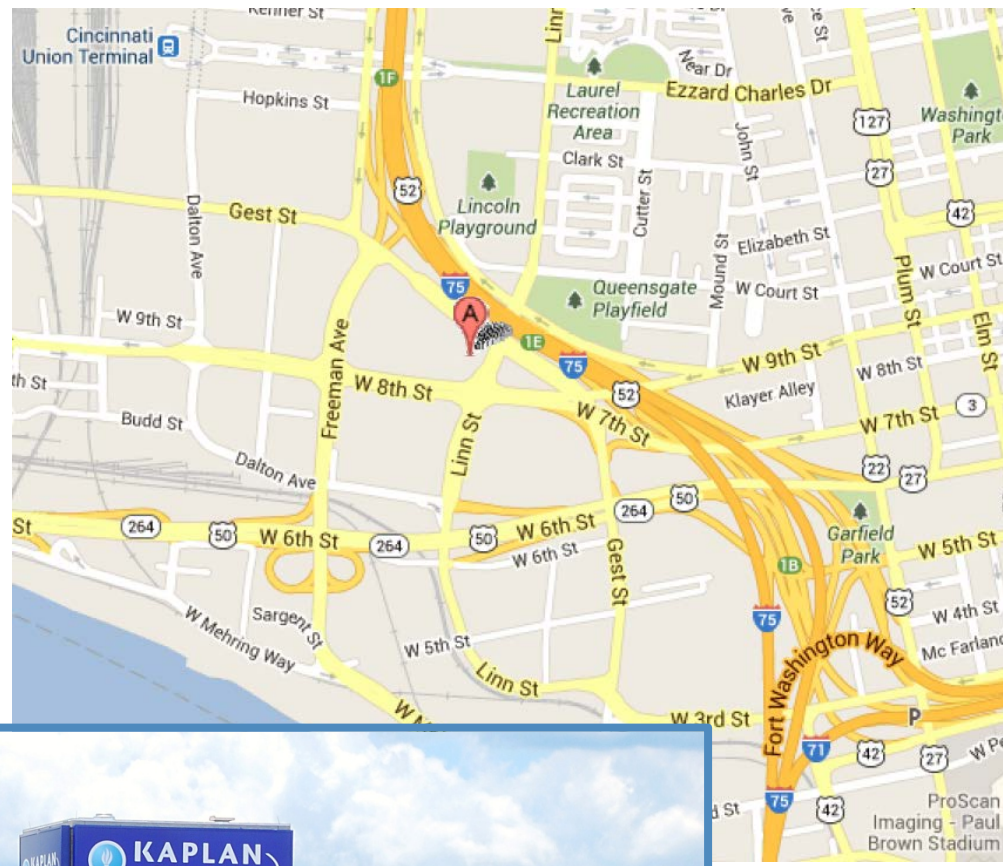 Kenner St
Cincinnati
Union Terminal
1F
Linn
Near Dr
Ezzard Charles Dr
Laurel
Recreation
Area
Hopkins St
127
Washingt
Park
27
Clark St
John St
52
Lincoln
Playground
Cutter St
Dalton Ave
Gest St
42
Elizabeth St
Mound St
Plum St
W Court St
75
Queensgate
Playfield
W Court St
Elm St
A
W 9th St
1E
W 9th St
75
W 8th St
th St
Freeman Ave
W 8th St
52
Klayer Alley
3
Budd St
W 7th St
W 7th St
Linn St
Dalton Ave
22
27
50
264
Garfield
Park
St
264
50
W 6th St
264
50
W 6th St
W 6th St
W 5th St
1B
Gest St
52
Sargent St
W 4th St
75
W Mehring Way
W 5th St
Mc Farland
Fort Washington Way
Linn St
W 3rd St
P
71
42
27
d St
75
42
ProScan
Imaging - Paul
Brown Stadium
KAPLAN
KAPLAN